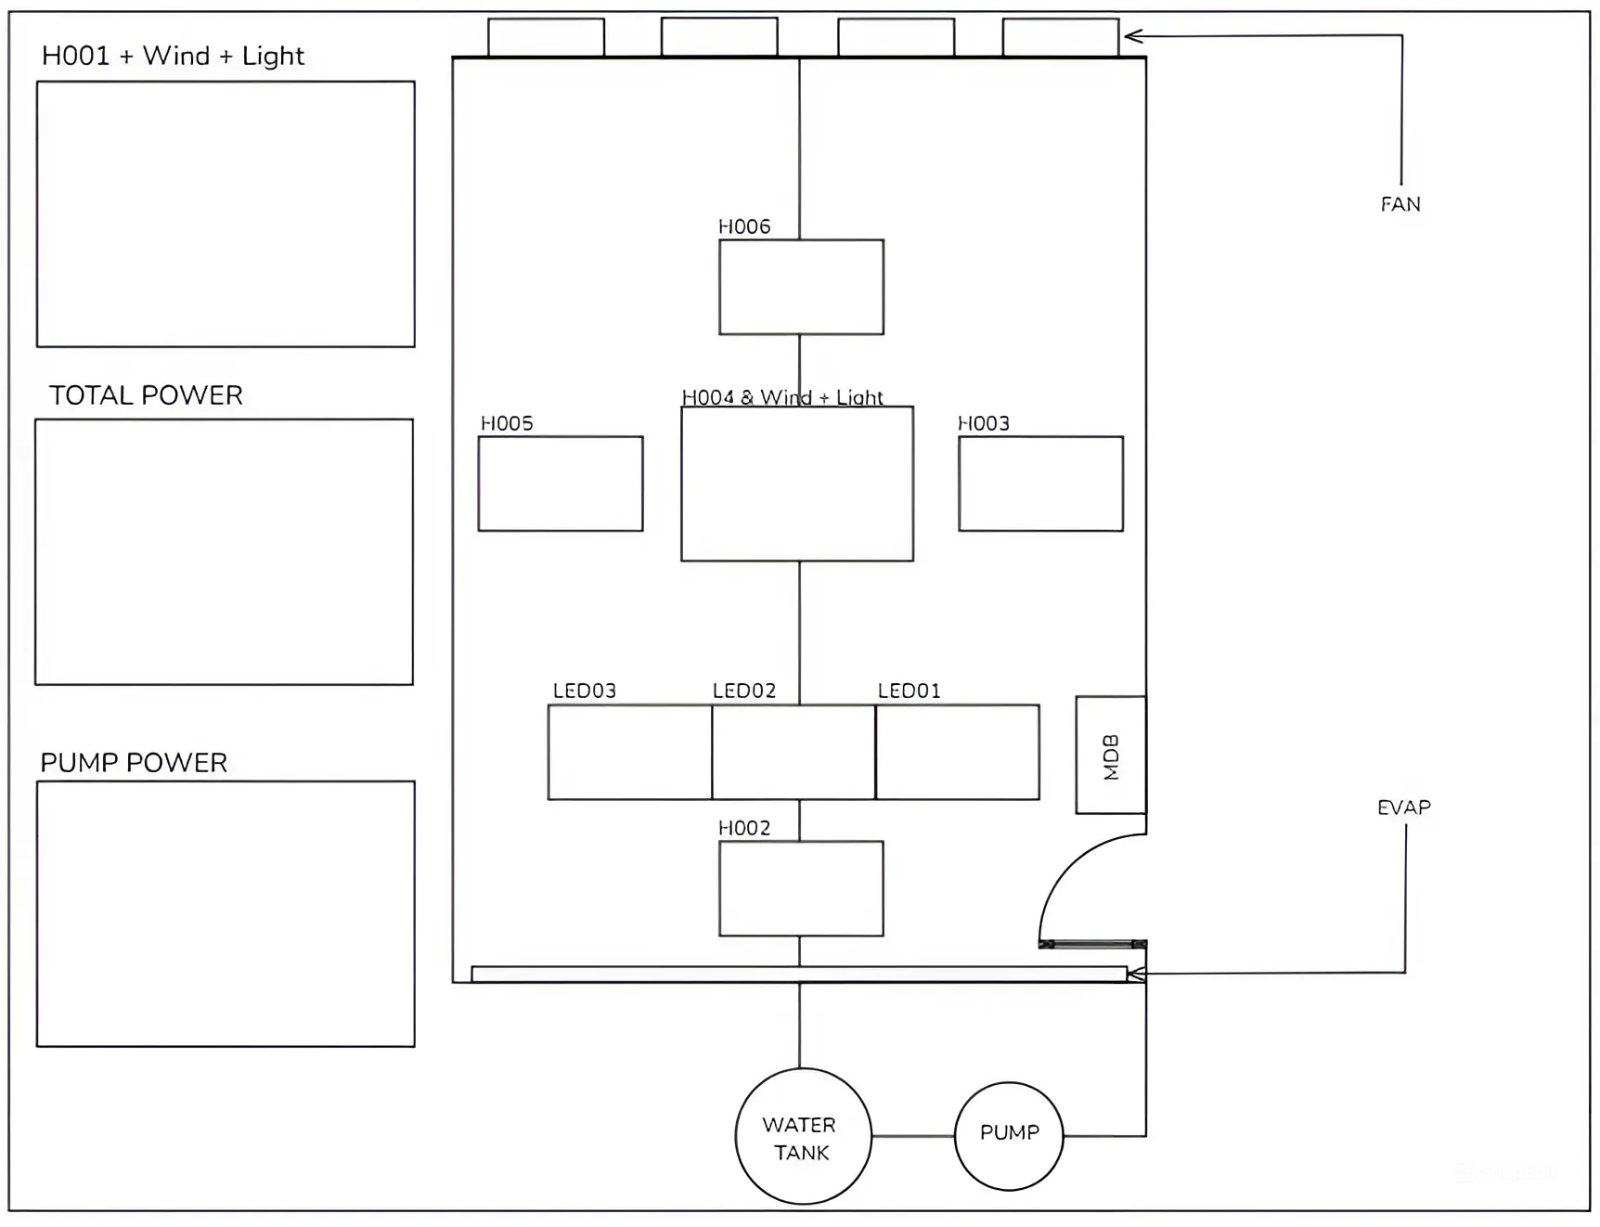 H001 + Wind + Light
FAN
H006
TOTAL POWER
H004 & Wind + Light
H005
H003
LED03
LED02
LED01
MDB
PUMP POWER
EVAP
H002
WATER
TANK
PUMP